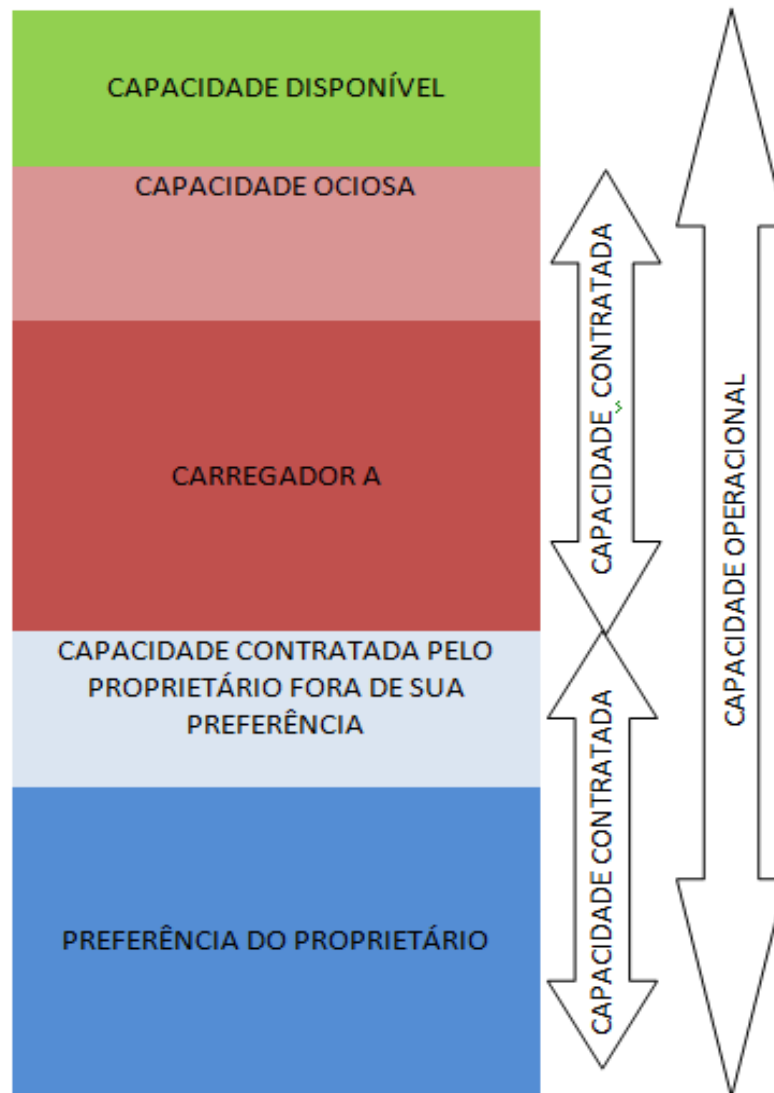 CAPACIDADE DISPONÍVEL
CAPACIDADE OCIOSA
CARREGADOR A
CAPACIDADE CONTRATADA PELO
PROPRIETÁRIO FORA DE SUA
PREFERÊNCIA
PREFERÊNCIA DO PROPRIETÁRIO
CAPACIDADE CONTRATADA
CAPACIDADE CONTRATADA
CAPACIDADE OPERACIONAL